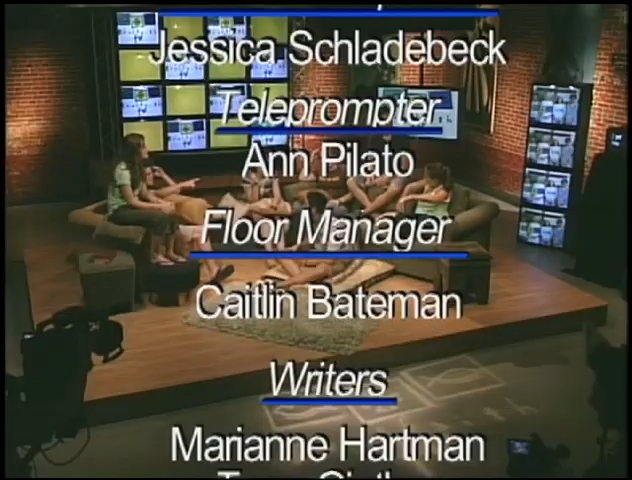 Jessica Schladebeck
Teleprompter
Ann Pilato
Floor Manager
Caitlin Bateman
Writers
Marianne Hartman